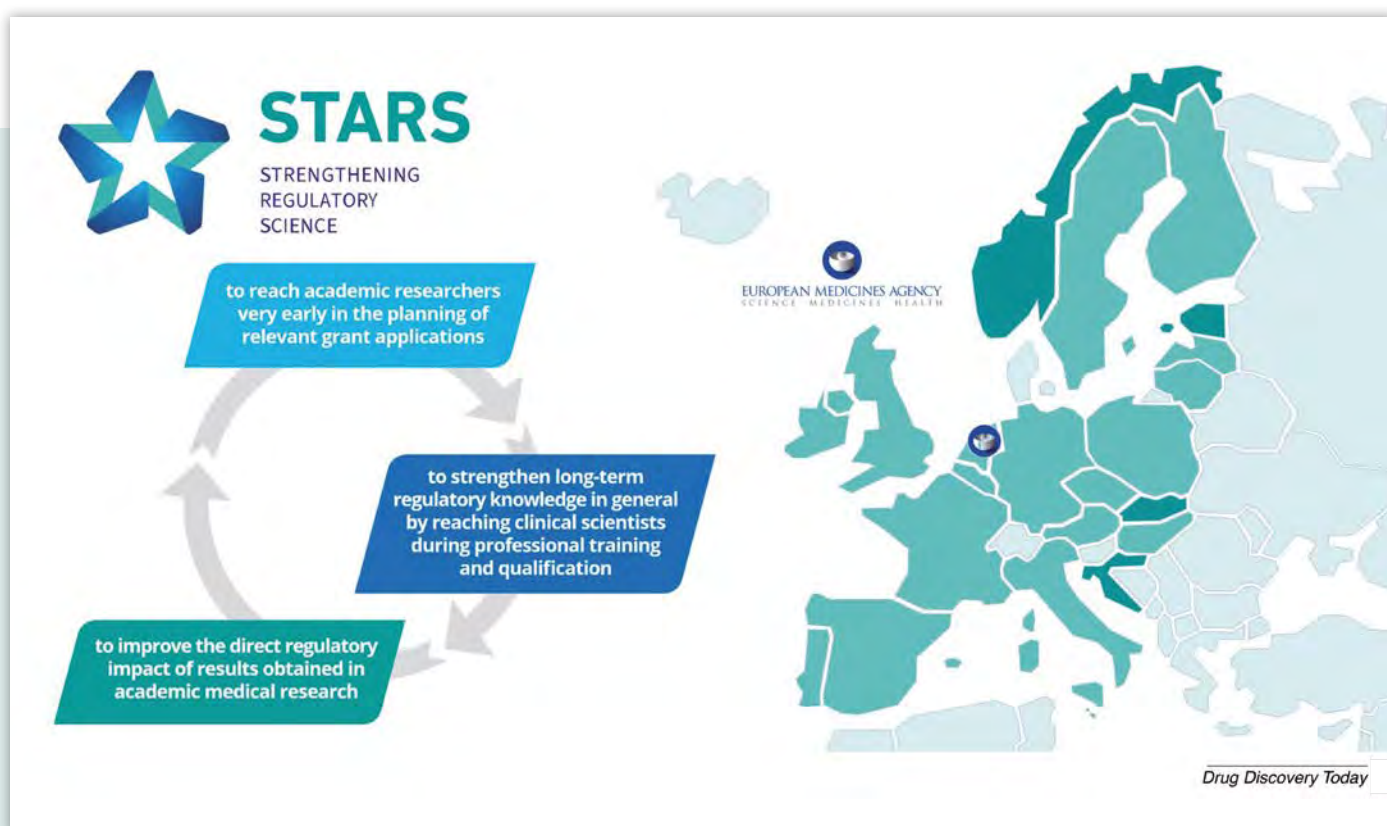 STARS
STRENGTHENING
REGULATORY
SCIENCE
to reach academic researchers
very early in the planning of
relevant grant applications
EUROPEAN MEDICINES AGENCY
SCIENCE MEDICINES HEALTH
to strengthen long-term
regulatory knowledge in general
by reaching clinical scientists
during professional training
and qualification
to improve the direct regulatory
impact of results obtained in
academic medical research
Drug Discovery Today